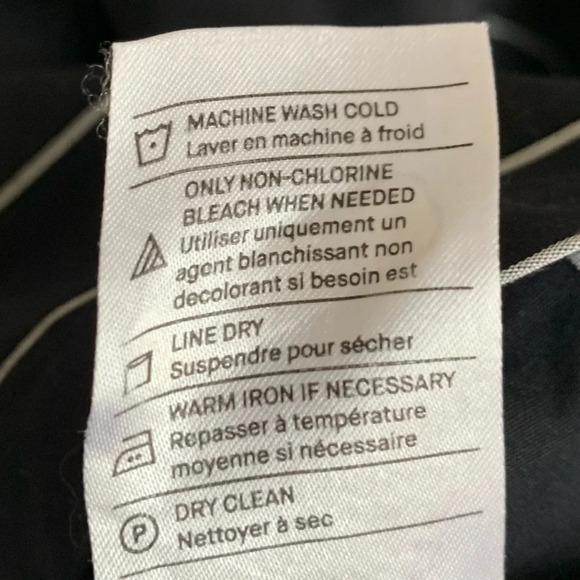 MACHINE WASH COLD
Laver en machine à froid
ONLY NON-CHLORINE
BLEACH WHEN NEEDED
Utiliser uniquement un
agent blanchissant non
decolorant si besoin est
LINE DRY
Suspendre pour sécher
WARM IRON IF NECESSARY
Repasser à température
moyenne si nécessaire
P
DRY CLEAN
Nettoyer à sec